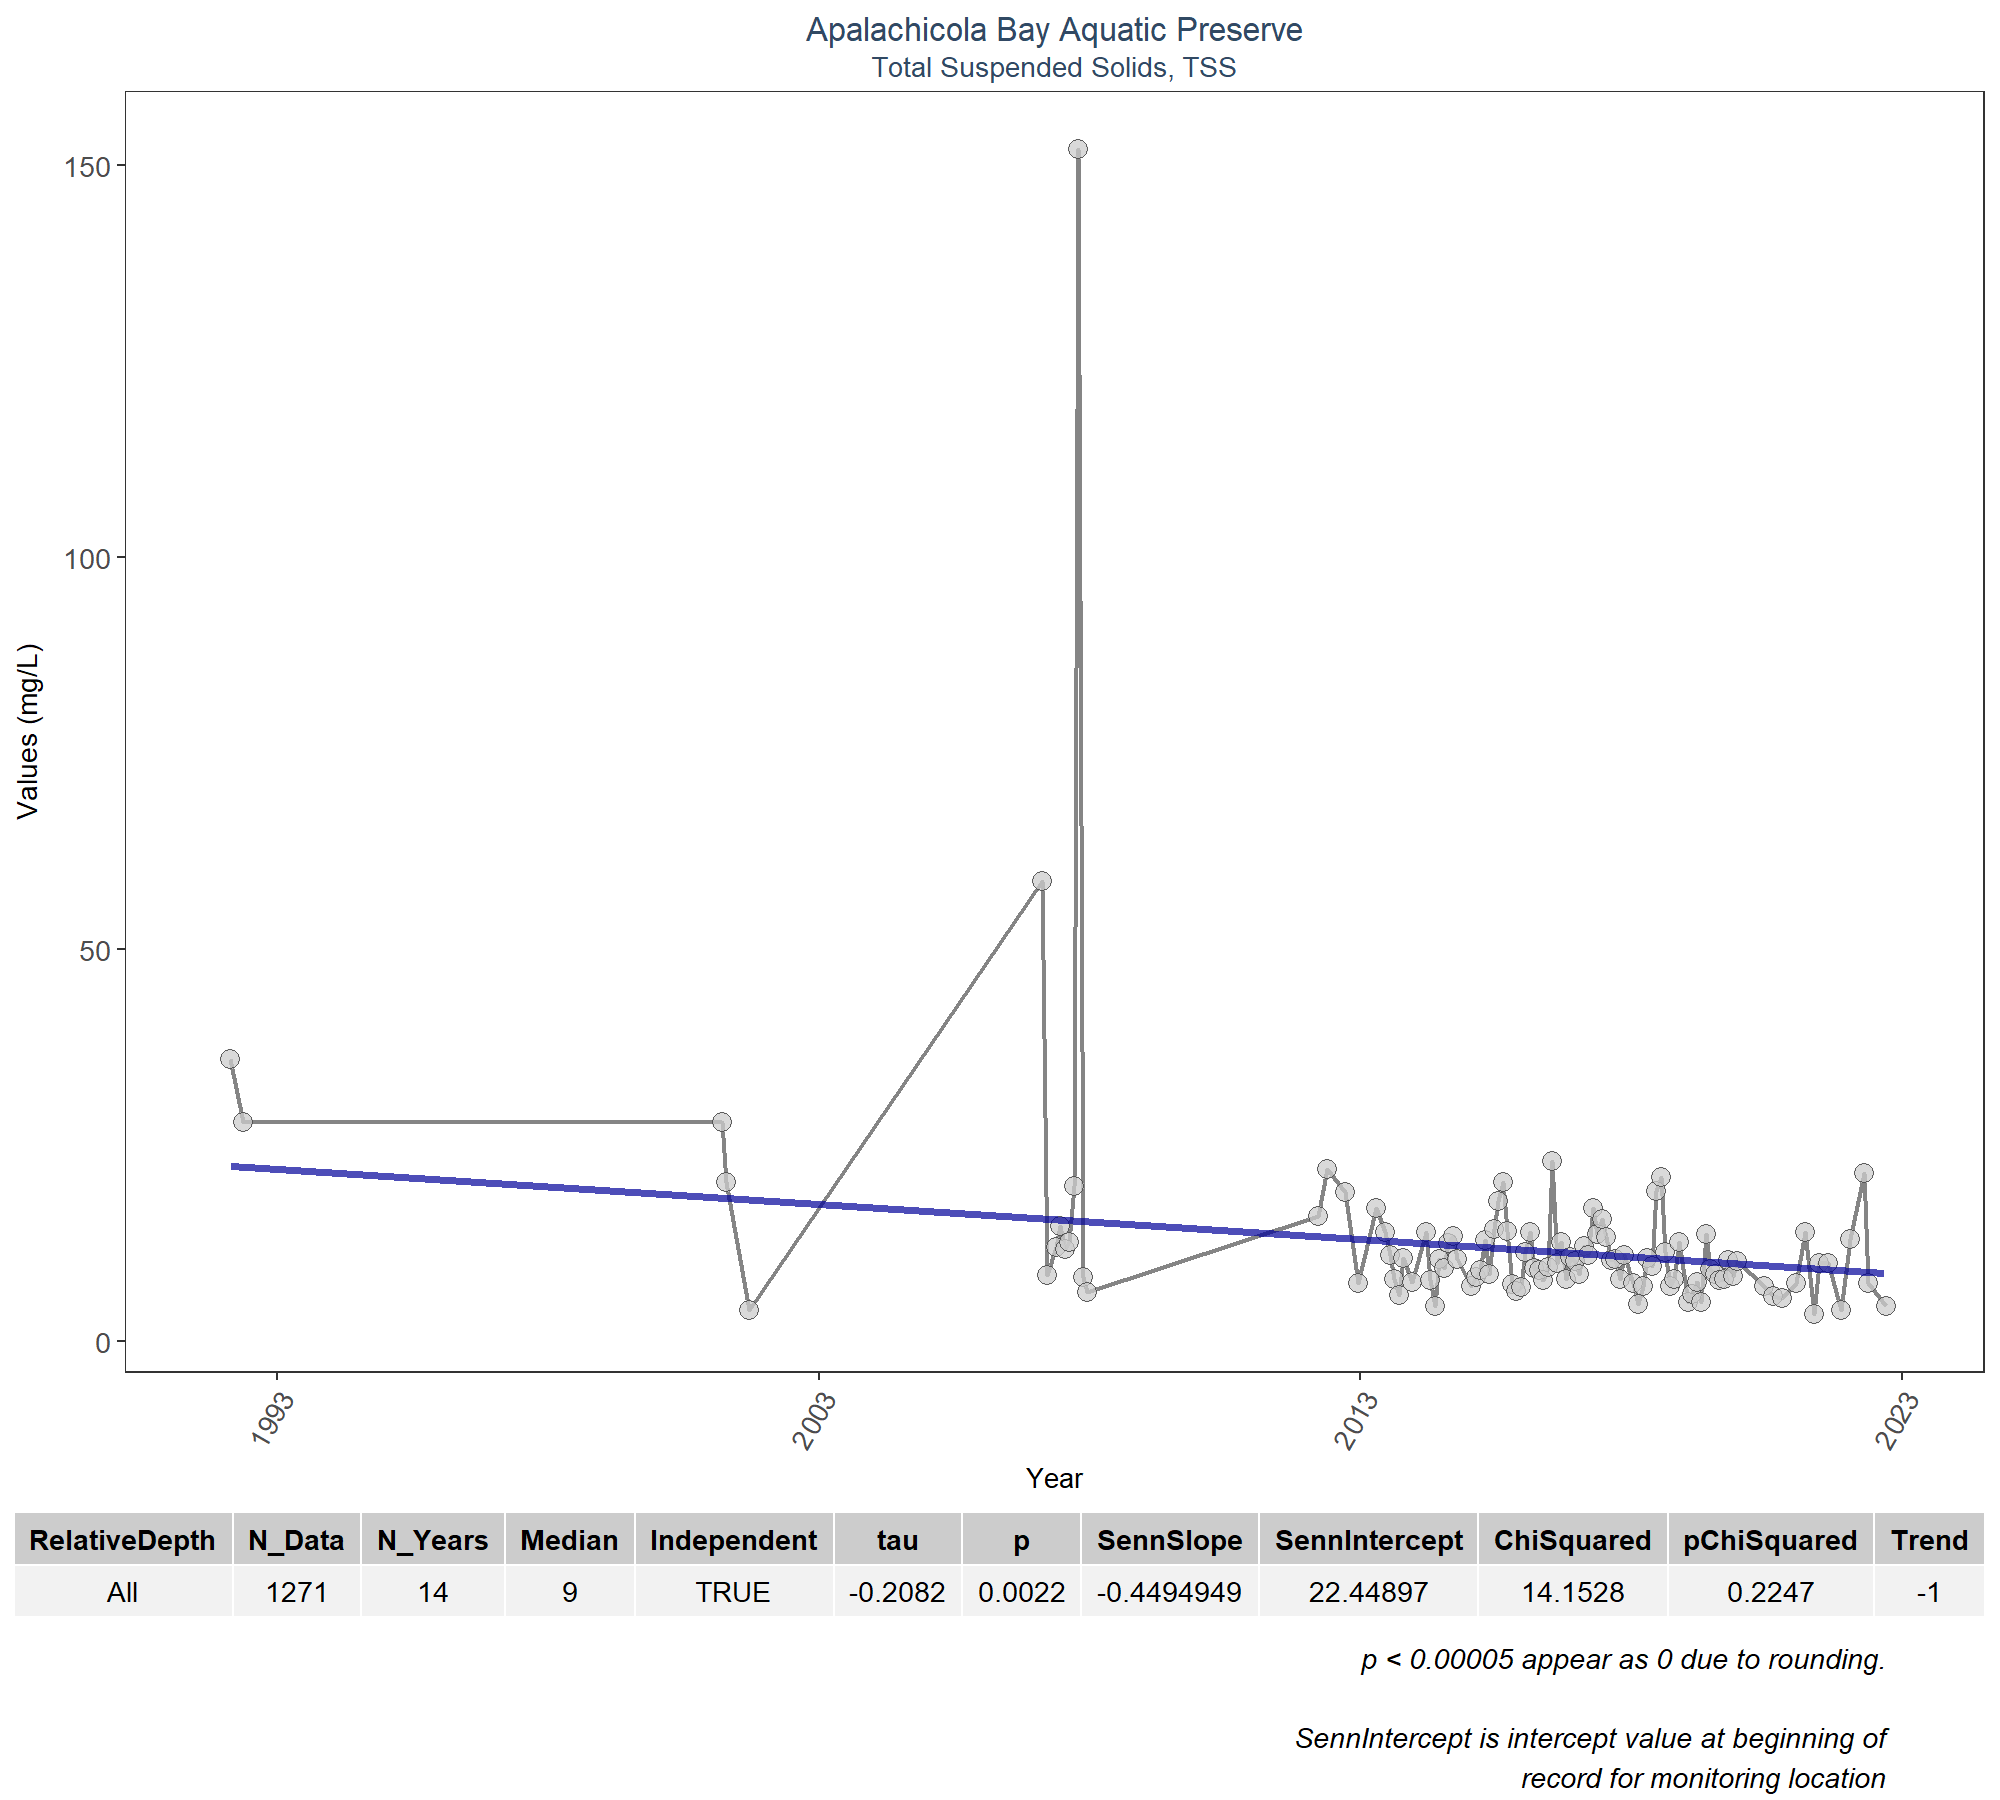 Apalachicola Bay Aquatic Preserve
Total Suspended Solids, TSS
Values (mg/L)
150
100
50
0
1993
2003
2013
2023
Year
RelativeDepth N_Data N_Years Median Independent tau p SennSlope SennIntercept ChiSquared pChiSquared Trend
All 1271 14 9 TRUE -0.2082 0.0022 -0.4494949 22.44897 14.1528 0.2247 -1
p < 0.00005 appear as 0 due to rounding.
SennIntercept is intercept value at beginning of
record for monitoring location